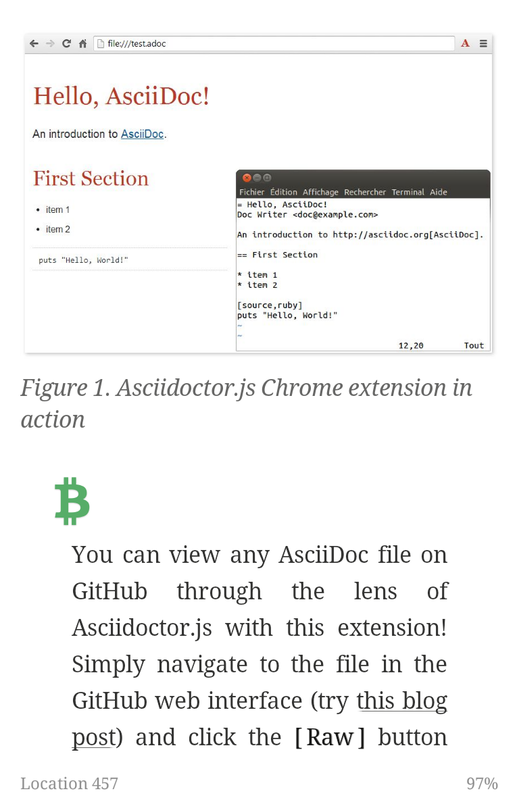 file:///test.adoc
Hello, AsciiDoc!
An introduction to AsciiDoc.
First Section
• item 1
• item 2
puts "Hello, World!"
Fichier Édition Affichage Rechercher Terminal Aide
= Hello, AsciiDoc!
Doc Writer <doc@example.com>
An introduction to http://asciidoc.org[AsciiDoc].
== First Section
* item 1
* item 2
[source,ruby]
puts "Hello, World!"
~
~
12,20 Tout
Figure 1. Asciidoctor.js Chrome extension in
action
You can view any AsciiDoc file on
GitHub through the lens of
Asciidoctor.js with this extension!
Simply navigate to the file in the
GitHub web interface (try this blog
post) and click the [Raw] button
Location 457
97%